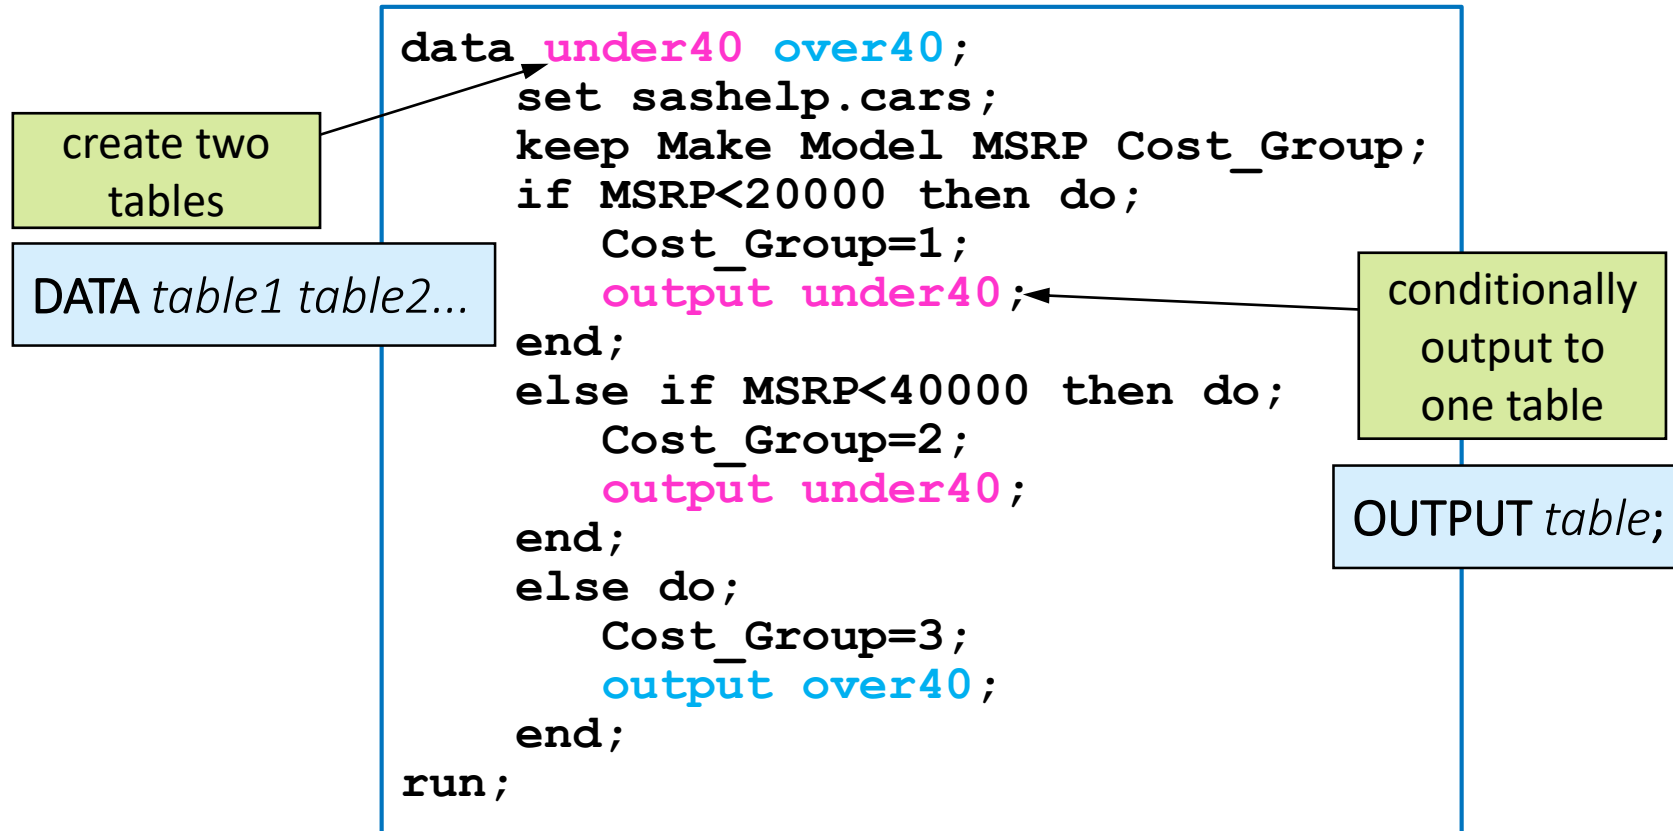 data under40 over40;
set sashelp.cars;
keep Make Model MSRP Cost_Group;
if MSRP<20000 then do;
Cost_Group=1;
output under40;
end;
else if MSRP<40000 then do;
Cost_Group=2;
output under40;
end;
else do;
Cost_Group=3;
output over40;
end;
run;
create two
tables
DATA table1 table2...
conditionally
output to
one table
OUTPUT table;